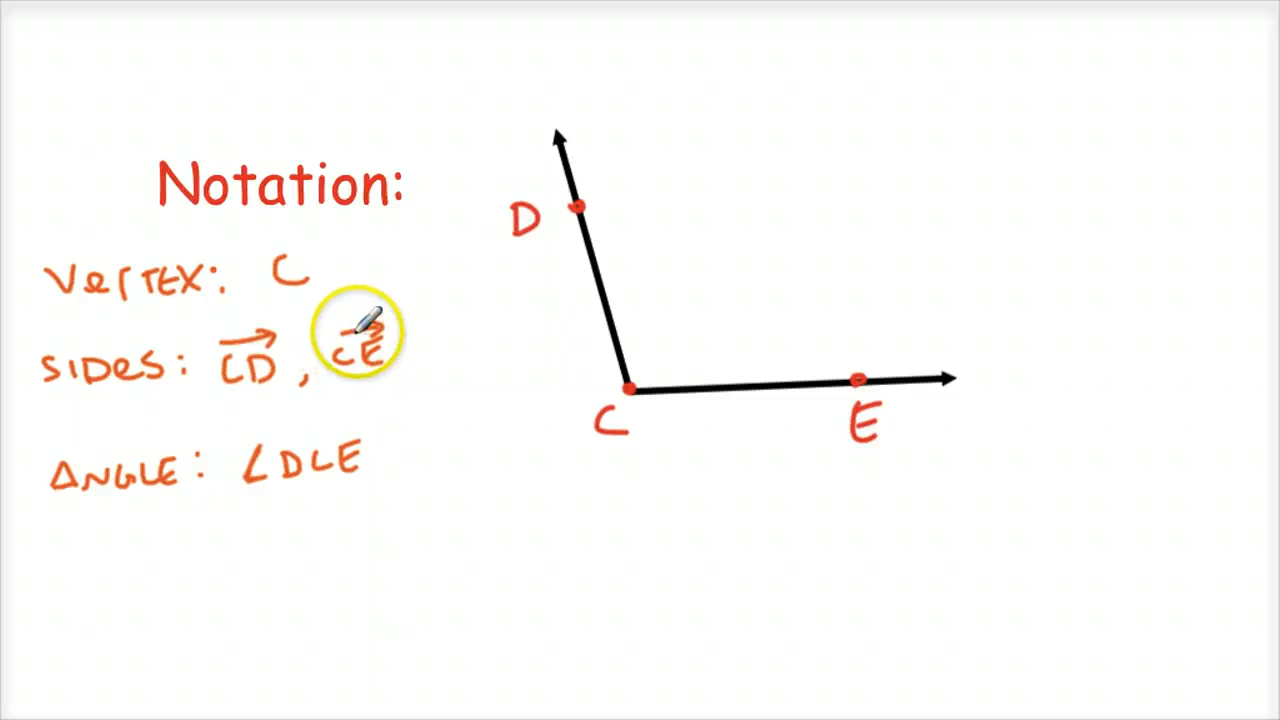 Notation:
VerTEX: C
SIDES: CD, CE
ANGLE: ∠DCE
D
C
E